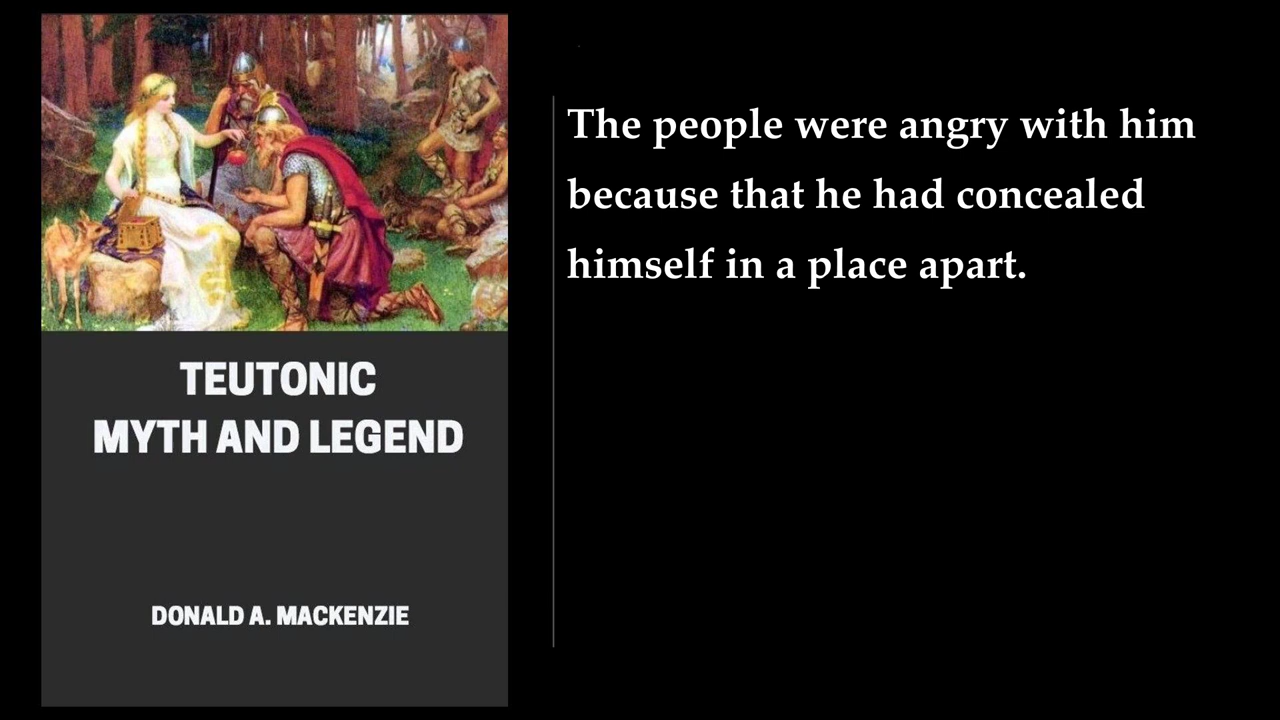 TEUTONIC
MYTH AND LEGEND
DONALD A. MACKENZIE
The people were angry with him
because that he had concealed
himself in a place apart.